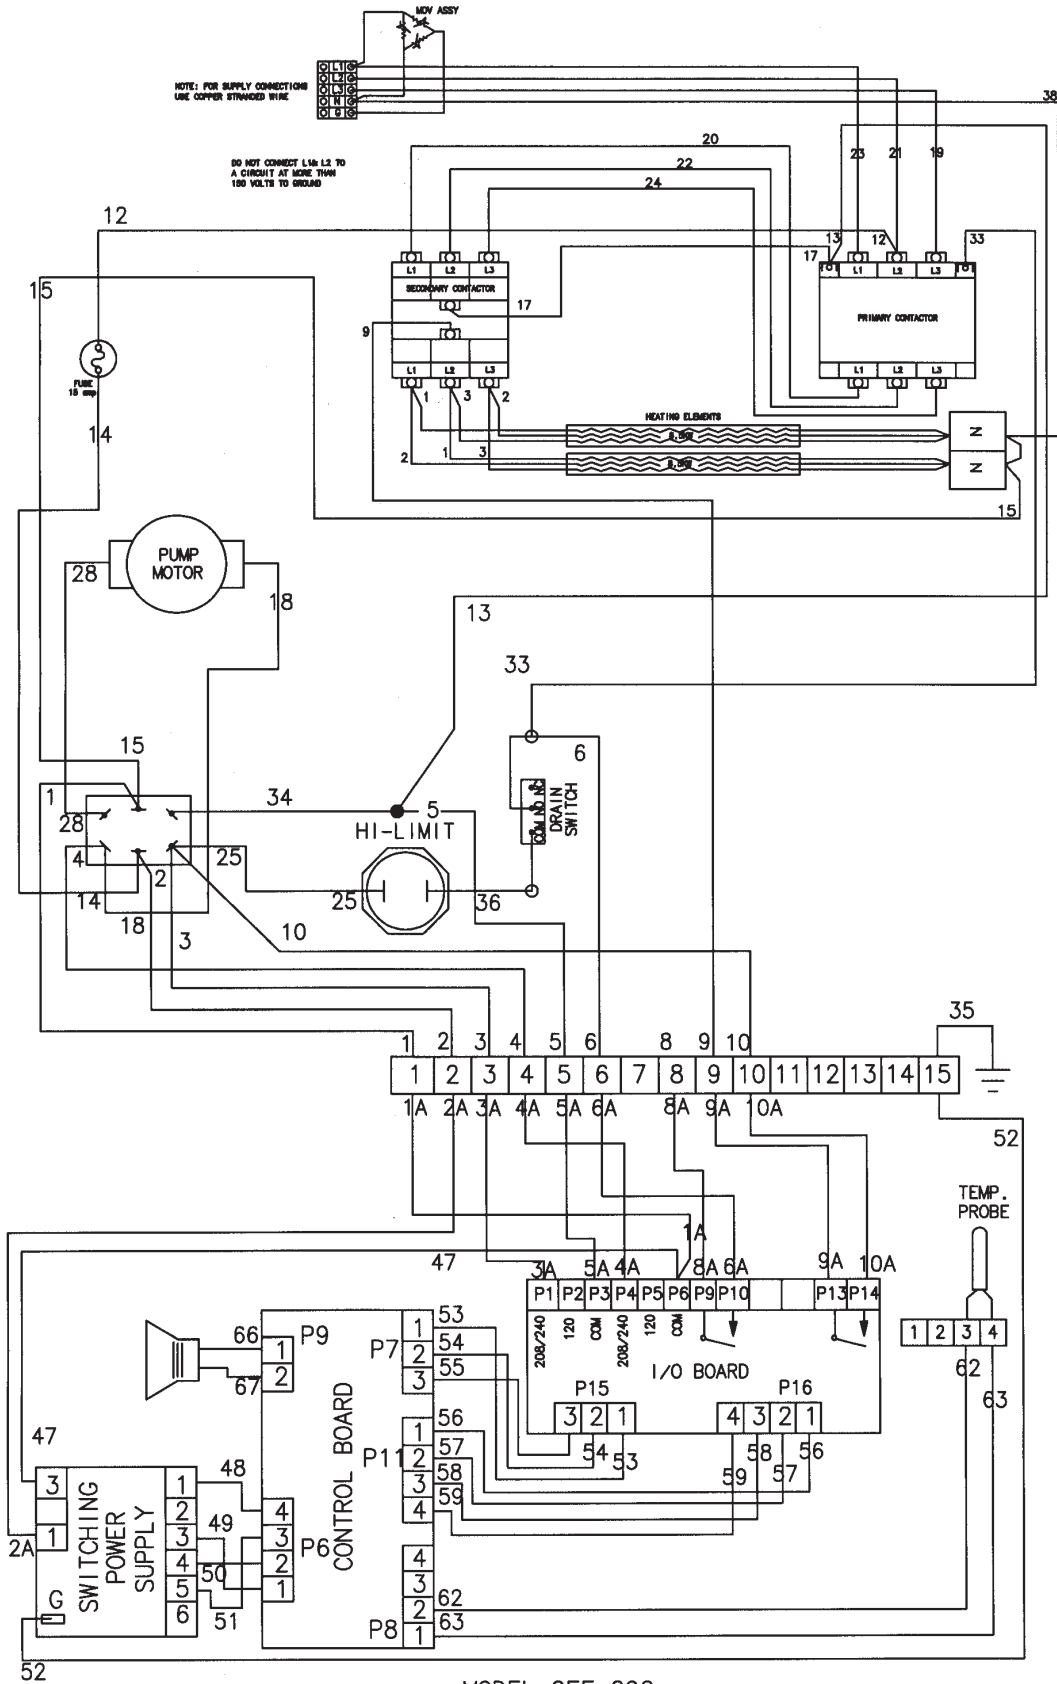 MOV ASSY
L1
L2
L3
N
G
NOTE: FOR SUPPLY CONNECTIONS
USE COPPER STRANDED WIRE
38
DO NOT CONNECT L1& L2 TO
A CIRCUIT AT MORE THAN
150 VOLTS TO GROUND
20
22
24
23
21
19
12
13
12
33
17
15
L1
L2
L3
SECONDARY CONTACTOR
17
9
L1
L2
L3
PRIMARY CONTACTOR
L1
L2
L3
L1
L2
L3
FUSE
15 amp
1
3
2
HEATING ELEMENTS
N
14
2
1
3
N
15
PUMP
MOTOR
28
18
13
33
15
6
1
28
34
5
HI-LIMIT
COM NO NC
DRAIN
SWITCH
4
25
2
14
18
25
36
3
10
35
1
2
3
4
5
6
8
9
10
1
2
3
4
5
6
7
8
9
10
11
12
13
14
15
1A
2A
3A
4A
5A
6A
8A
9A
10A
52
TEMP.
PROBE
47
1A
3A
5A
4A
8A
6A
9A
10A
P1
P2
P3
P4
P5
P6
P9
P10
P13
P14
208/240
120
COM
208/240
120
COM
I/O BOARD
1
2
3
4
62
63
P15
3
2
1
P16
4
3
2
1
54
53
59
58
57
56
66
67
P9
1
2
P7
1
2
3
53
54
55
CONTROL BOARD
P11
1
2
3
4
56
57
58
59
47
3
1
2A
SWITCHING
POWER
SUPPLY
1
2
3
4
5
6
48
49
50
51
4
3
2
1
P6
4
3
2
1
62
63
P8
G
52